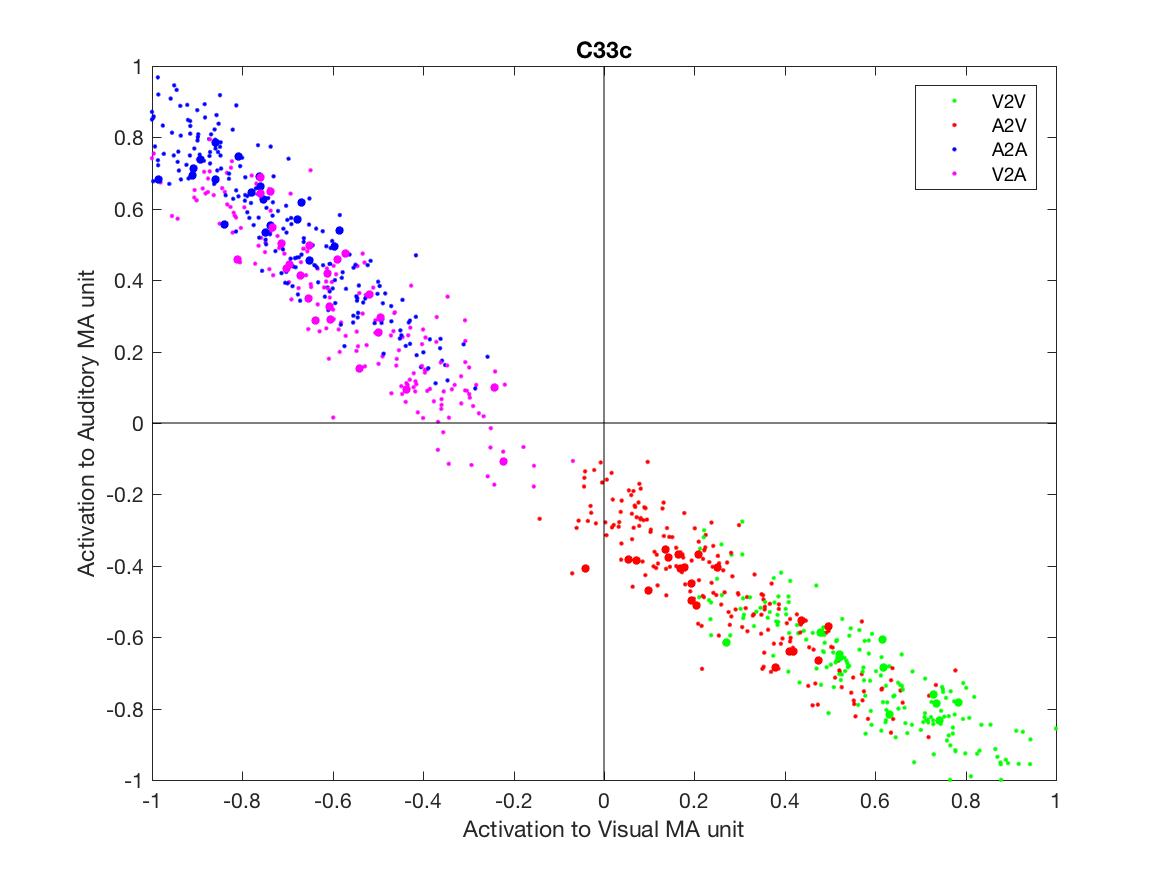 C33c
1
0.8
0.6
0.4
0.2
0
-0.2
-0.4
-0.6
-0.8
-1
Activation to Auditory MA unit
V2V
A2V
A2A
V2A
-1 -0.8 -0.6 -0.4 -0.2 0 0.2 0.4 0.6 0.8 1
Activation to Visual MA unit